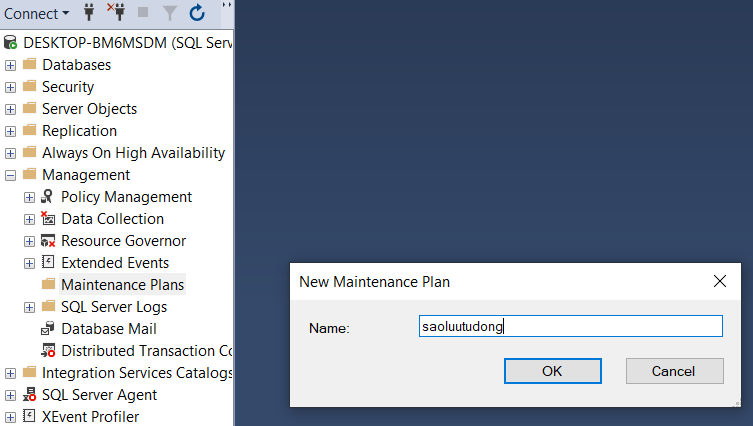 Connect
DESKTOP-BM6MSDM (SQL Serv
Databases
Security
Server Objects
Replication
Always On High Availability
Management
Policy Management
Data Collection
Resource Governor
Extended Events
Maintenance Plans
SQL Server Logs
Database Mail
Distributed Transaction Co
Integration Services Catalogs
SQL Server Agent
XEvent Profiler
New Maintenance Plan
Name:
saoluutudong
OK
Cancel